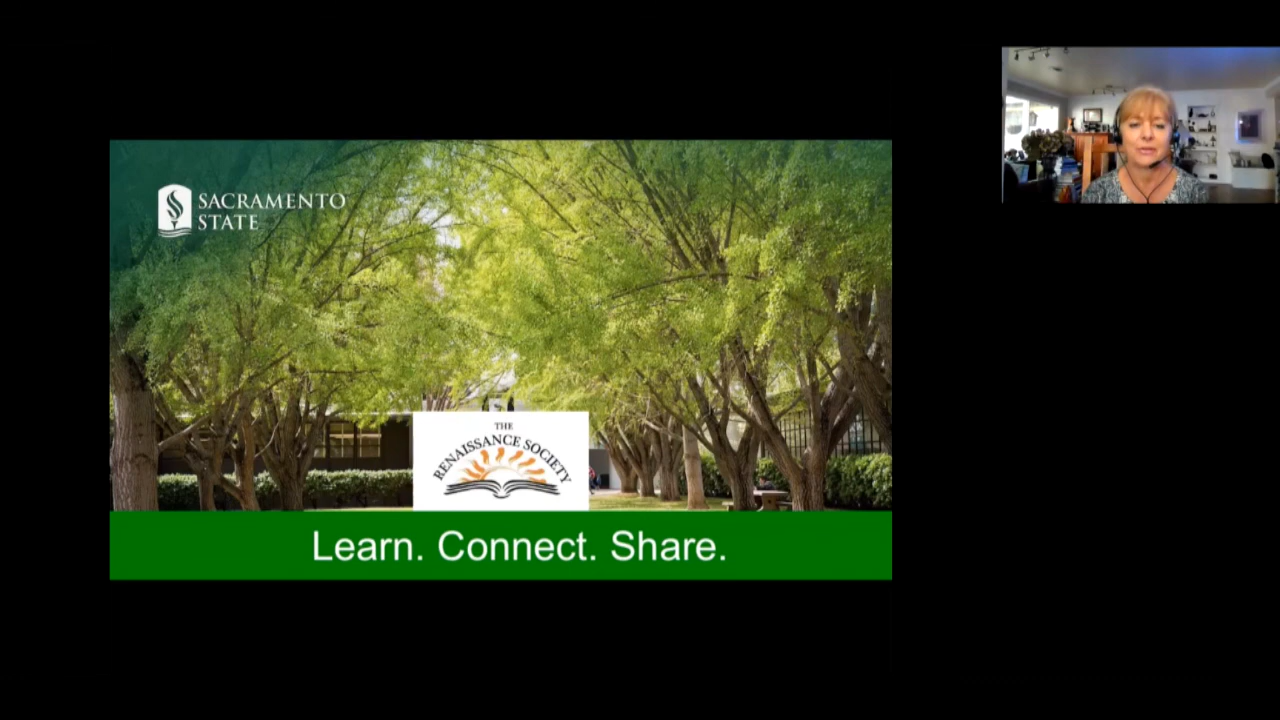 SACRAMENTO
STATE
THE
RENAISSANCE SOCIETY
Learn. Connect. Share.